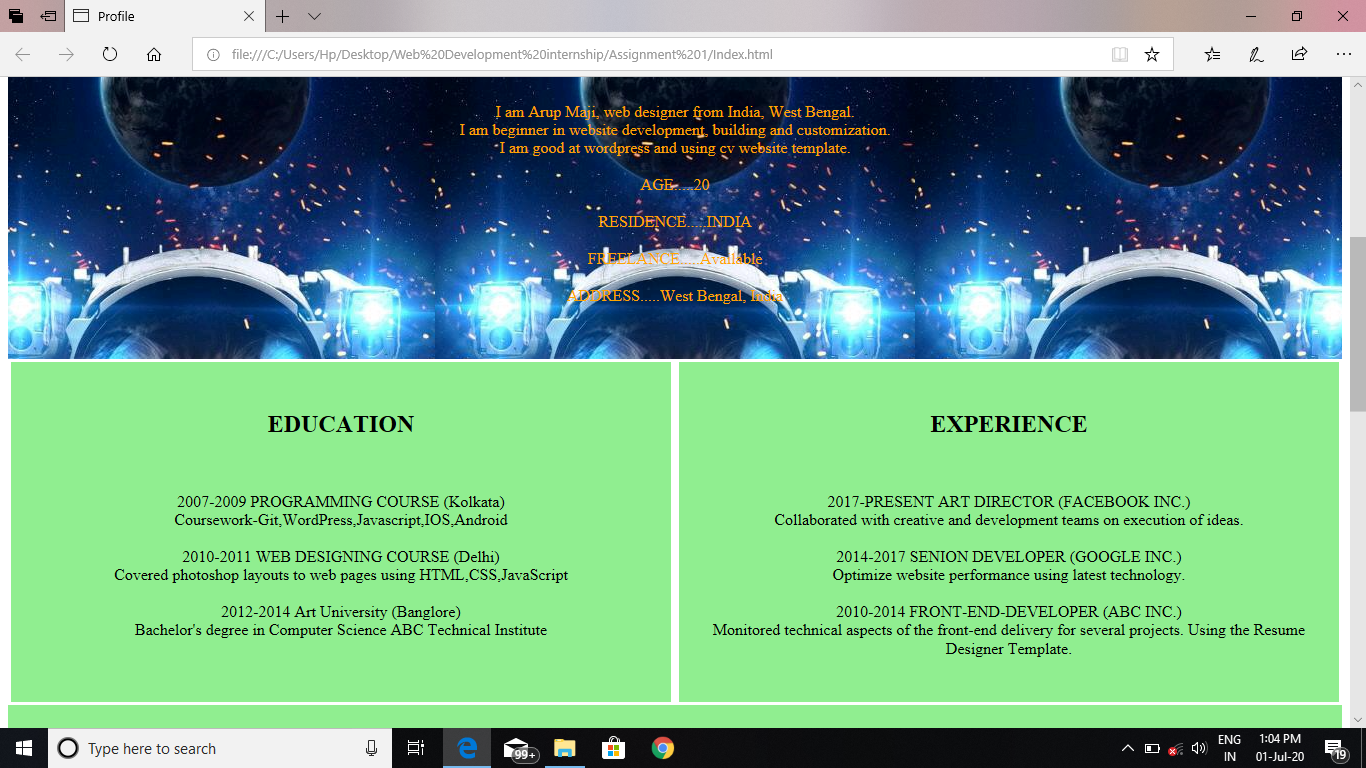 Profile
file:///C:/Users/Hp/Desktop/Web%20Development%20internship/Assignment%201/Index.html
I am Arup Maji, web designer from India, West Bengal.
I am beginner in website development, building and customization.
I am good at wordpress and using cv website template.
AGE.....20
RESIDENCE.....INDIA
FREELANCE.....Available
ADDRESS.....West Bengal, India
EDUCATION
2007-2009 PROGRAMMING COURSE (Kolkata)
Coursework-Git,WordPress,Javascript,IOS,Android
2010-2011 WEB DESIGNING COURSE (Delhi)
Covered photoshop layouts to web pages using HTML,CSS,JavaScript
2012-2014 Art University (Banglore)
Bachelor's degree in Computer Science ABC Technical Institute
EXPERIENCE
2017-PRESENT ART DIRECTOR (FACEBOOK INC.)
Collaborated with creative and development teams on execution of ideas.
2014-2017 SENION DEVELOPER (GOOGLE INC.)
Optimize website performance using latest technology.
2010-2014 FRONT-END-DEVELOPER (ABC INC.)
Monitored technical aspects of the front-end delivery for several projects. Using the Resume
Designer Template.
Type here to search
99+
ENG
IN
1:04 PM
01-Jul-20
19